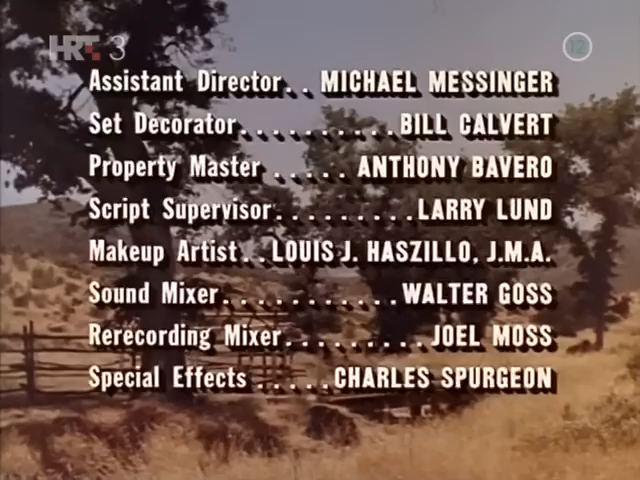 HRT 3
12
Assistant Director.. MICHAEL MESSINGER
Set Decorator..........BILL CALVERT
Property Master ..... ANTHONY BAVERO
Script Supervisor.........LARRY LUND
Makeup Artist..LOUIS J. HASZILLO, J.M.A.
Sound Mixer...........WALTER GOSS
Rerecording Mixer.........JOEL MOSS
Special Effects .....CHARLES SPURGEON